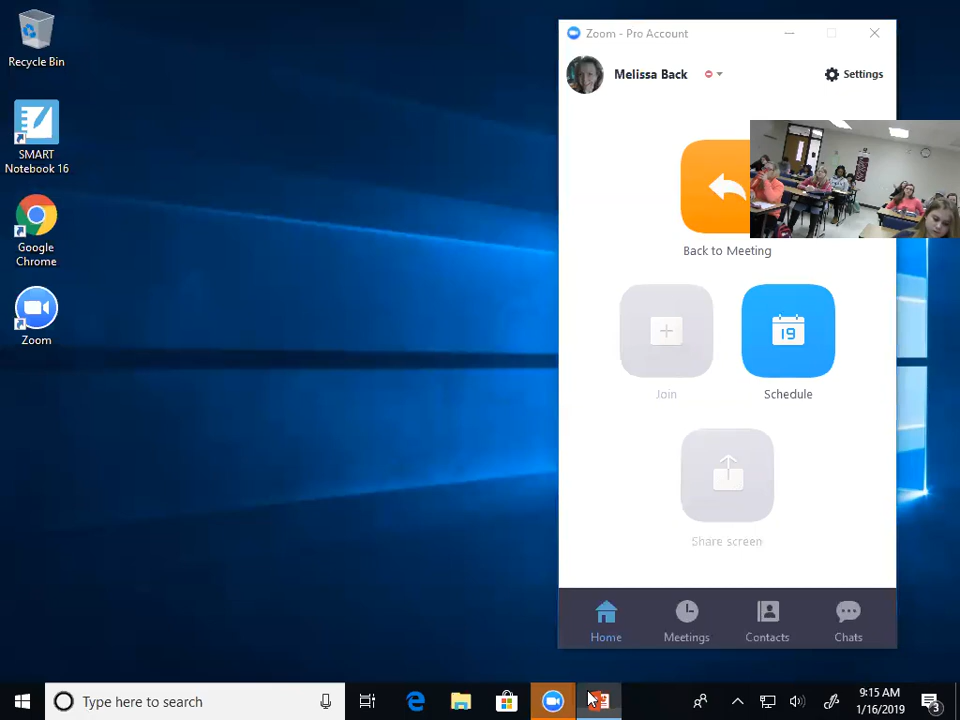 Recycle Bin
SMART
Notebook 16
Google
Chrome
Zoom
Zoom - Pro Account
Melissa Back
Settings
Back to Meeting
Join
19
Schedule
Share screen
Home
Meetings
Contacts
Chats
Type here to search
9:15 AM
1/16/2019
3